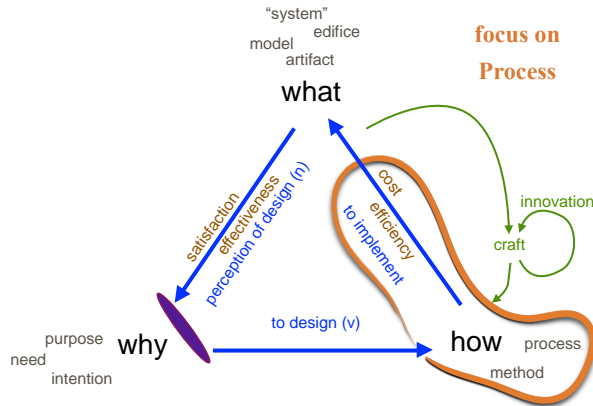 “system”
edifice
model
artifact
what
focus on
Process
satisfaction
effectiveness
perception of design (n)
cost
efficiency
to implement
innovation
craft
to design (v)
purpose
need
intention
why
how
process
method